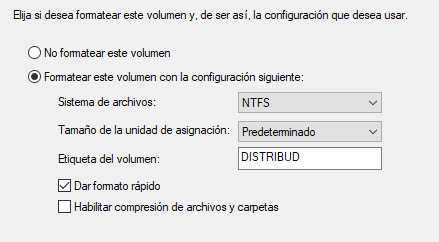 Elija si desea formatear este volumen y, de ser así, la configuración que desea usar.
No formatear este volumen
Formatear este volumen con la configuración siguiente:
Sistema de archivos: NTFS
Tamaño de la unidad de asignación: Predeterminado
Etiqueta del volumen: DISTRIBUD
Dar formato rápido
Habilitar compresión de archivos y carpetas